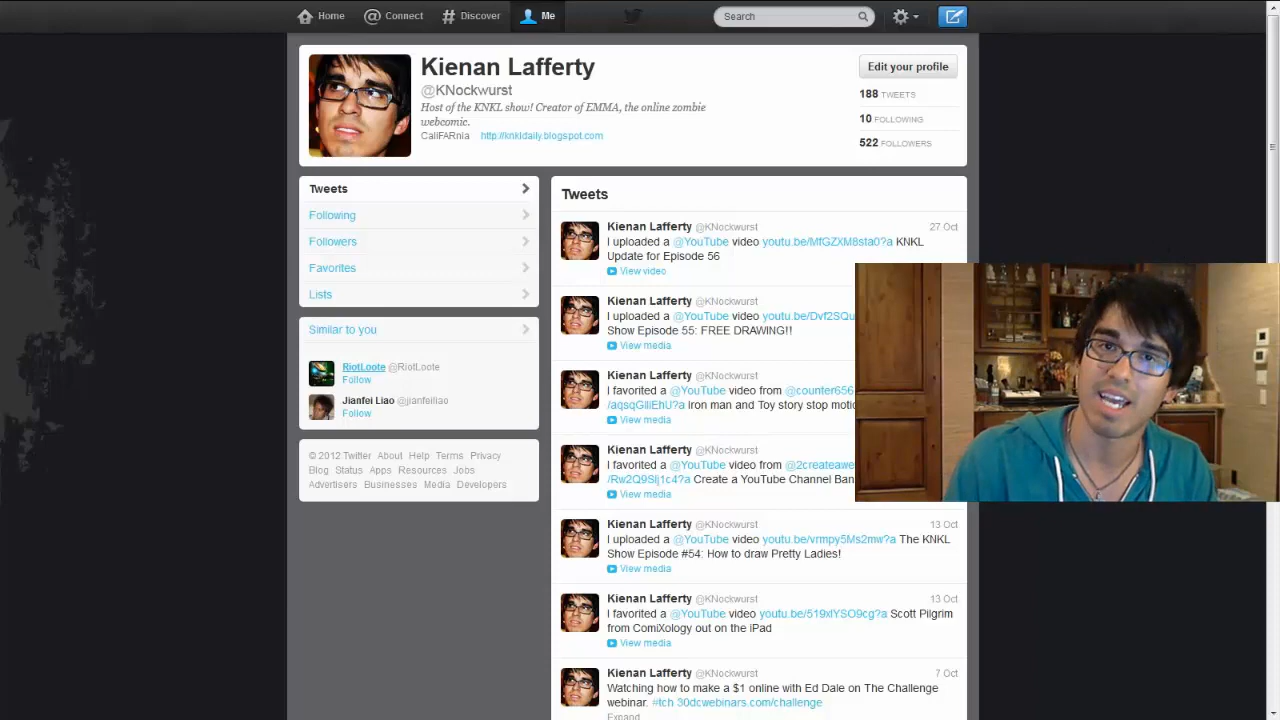 Home @ Connect # Discover Me Search
Kienan Lafferty
@KNockwurst
Host of the KNKL show! Creator of EMMA, the online zombie
webcomic.
CaliFARnia http://knkldaily.blogspot.com
Edit your profile
188 TWEETS
10 FOLLOWING
522 FOLLOWERS
Tweets
Following
Followers
Favorites
Lists
Similar to you
RiotLoote @RiotLoote
Follow
Jianfei Liao @jianfeiliao
Follow
© 2012 Twitter About Help Terms Privacy
Blog Status Apps Resources Jobs
Advertisers Businesses Media Developers
Tweets
Kienan Lafferty @KNockwurst 27 Oct
I uploaded a @YouTube video youtu.be/MfGZXM8sta0?a KNKL
Update for Episode 56
View video
Kienan Lafferty @KNockwurst
I uploaded a @YouTube video youtu.be/Dvf2SQu
Show Episode 55: FREE DRAWING!!
View media
Kienan Lafferty @KNockwurst
I favorited a @YouTube video from @counter656
Iron man and Toy story stop motio
View media
Kienan Lafferty @KNockwurst
I favorited a @YouTube video from @2createawe
Create a YouTube Channel Ban
View media
Kienan Lafferty @KNockwurst 13 Oct
I uploaded a @YouTube video youtu.be/vrmpy5Ms2mw?a The KNKL
Show Episode #54: How to draw Pretty Ladies!
View media
Kienan Lafferty @KNockwurst 13 Oct
I favorited a @YouTube video youtu.be/519xlYSO9cg?a Scott Pilgrim
from ComiXology out on the iPad
View media
Kienan Lafferty @KNockwurst 7 Oct
Watching how to make a $1 online with Ed Dale on The Challenge
webinar. #tch 30dcwebinars.com/challenge
Expand